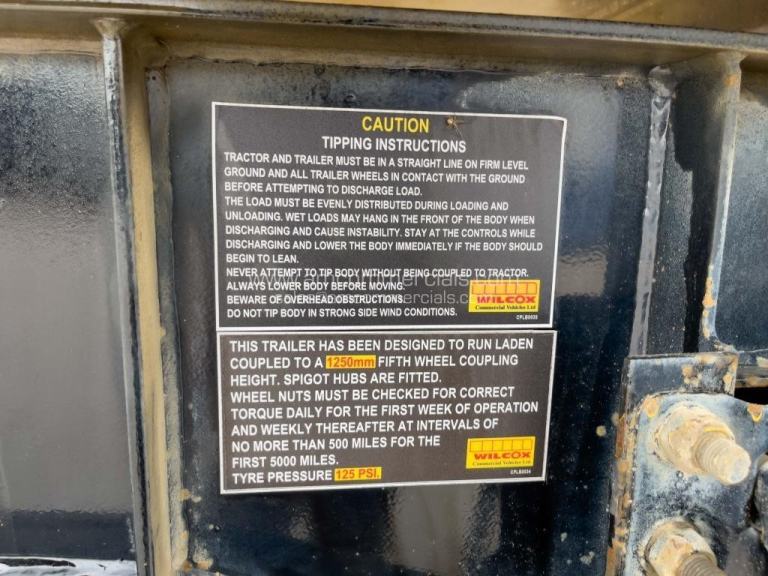 CAUTION
TIPPING INSTRUCTIONS
TRACTOR AND TRAILER MUST BE IN A STRAIGHT LINE ON FIRM LEVEL
GROUND AND ALL TRAILER WHEELS IN CONTACT WITH THE GROUND
BEFORE ATTEMPTING TO DISCHARGE LOAD.
THE LOAD MUST BE EVENLY DISTRIBUTED DURING LOADING AND
UNLOADING. WET LOADS MAY HANG IN THE FRONT OF THE BODY WHEN
DISCHARGING AND CAUSE INSTABILITY. STAY AT THE CONTROLS WHILE
DISCHARGING AND LOWER THE BODY IMMEDIATELY IF THE BODY SHOULD
BEGIN TO LEAN.
NEVER ATTEMPT TO TIP BODY WITHOUT BEING COUPLED TO TRACTOR.
ALWAYS LOWER BODY BEFORE MOVING.
BEWARE OF OVERHEAD OBSTRUCTIONS.
DO NOT TIP BODY IN STRONG SIDE WIND CONDITIONS.
WILCOX
Commercial Vehicles Ltd
THIS TRAILER HAS BEEN DESIGNED TO RUN LADEN
COUPLED TO A 1250mm FIFTH WHEEL COUPLING
HEIGHT. SPIGOT HUBS ARE FITTED.
WHEEL NUTS MUST BE CHECKED FOR CORRECT
TORQUE DAILY FOR THE FIRST WEEK OF OPERATION
AND WEEKLY THEREAFTER AT INTERVALS OF
NO MORE THAN 500 MILES FOR THE
FIRST 5000 MILES.
TYRE PRESSURE 125 PSI.
WILCOX
Commercial Vehicles Ltd